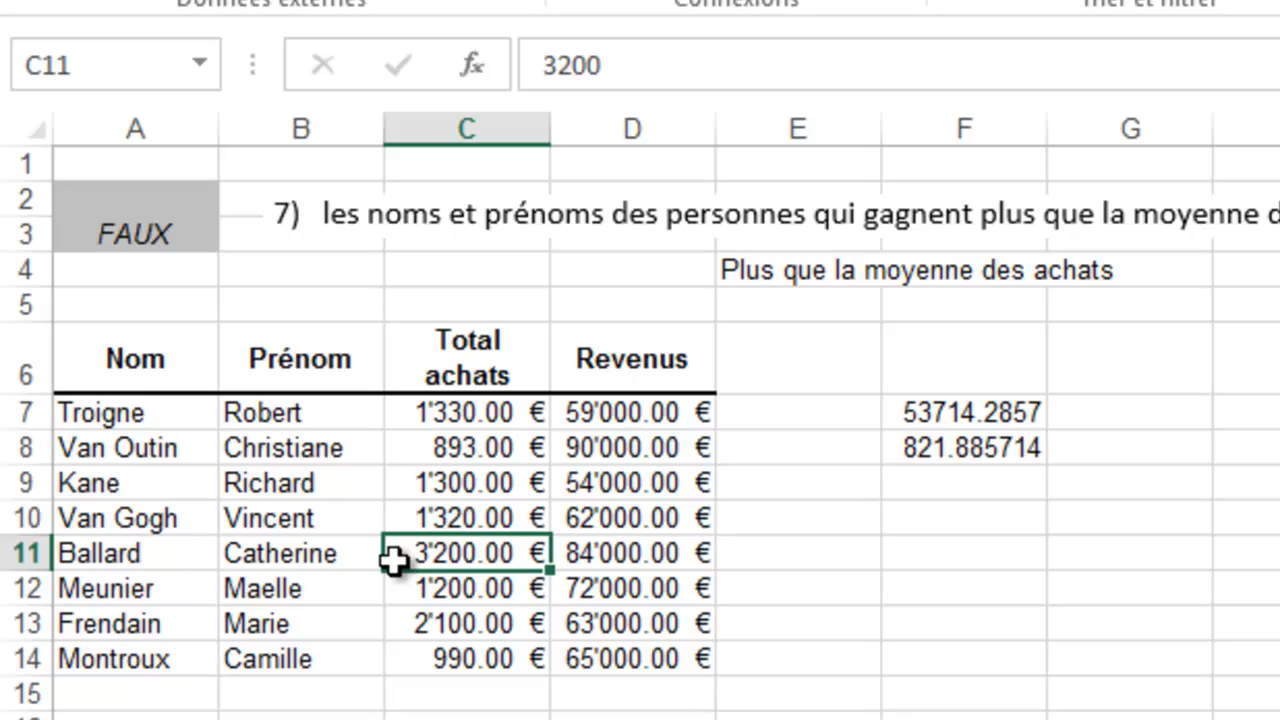 Données externes Connexions Trier et filtrer
C11 fx 3200
A B C D E F G
1
2
7) les noms et prénoms des personnes qui gagnent plus que la moyenne d
3 FAUX
4 Plus que la moyenne des achats
5
6 Nom Prénom Total achats Revenus
7 Troigne Robert 1'330.00 € 59'000.00 € 53714.2857
8 Van Outin Christiane 893.00 € 90'000.00 € 821.885714
9 Kane Richard 1'300.00 € 54'000.00 €
10 Van Gogh Vincent 1'320.00 € 62'000.00 €
11 Ballard Catherine 3'200.00 € 84'000.00 €
12 Meunier Maelle 1'200.00 € 72'000.00 €
13 Frendain Marie 2'100.00 € 63'000.00 €
14 Montroux Camille 990.00 € 65'000.00 €
15